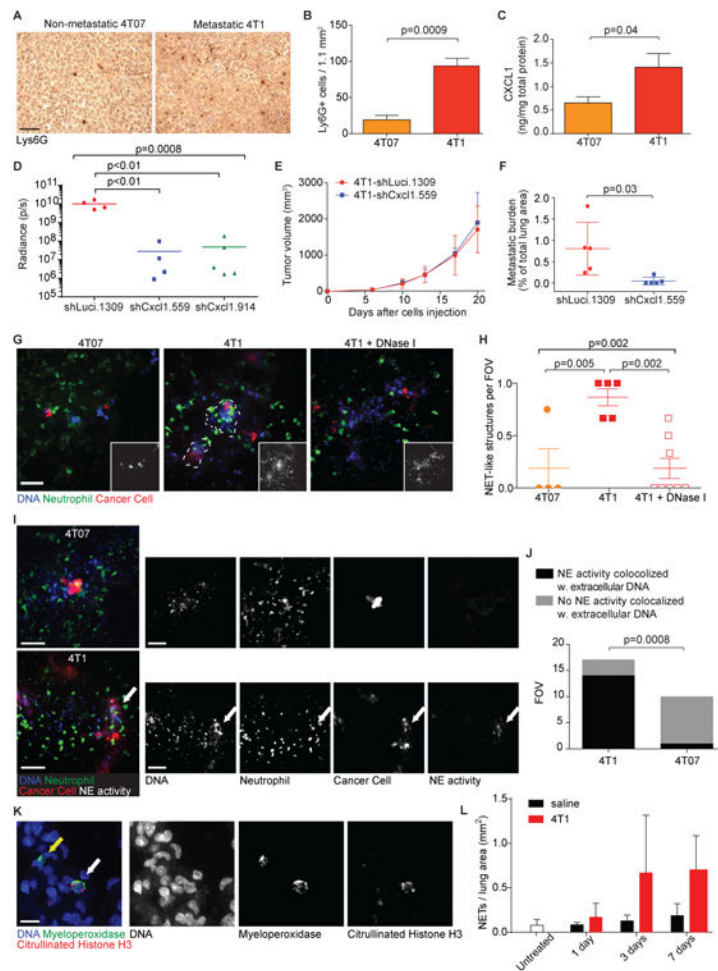 A
Non-metastatic 4T07
Metastatic 4T1
Ly6G
B
p=0.0009
Ly6G+ cells / 1.1 mm²
150
100
50
0
4T07
4T1
C
p=0.04
CXCL1
(ng/mg total protein)
2.0
1.5
1.0
0.5
0.0
4T07
4T1
D
p=0.0008
p<0.01
p<0.01
Radiance (p/s)
10¹¹
10¹⁰
10⁹
10⁸
10⁷
10⁶
10⁵
shLuci.1309
shCxcl1.559
shCxcl1.914
E
4T1-shLuci.1309
4T1-shCxcl1.559
Tumor volume (mm³)
3000
2000
1000
0
0
5
10
15
20
Days after cells injection
F
p=0.03
Metastatic burden
(% of total lung area)
2.0
1.5
1.0
0.5
0.0
shLuci.1309
shCxcl1.559
G
4T07
4T1
4T1 + DNase I
DNA Neutrophil Cancer Cell
H
p=0.002
p=0.005
p=0.002
NET-like structures per FOV
1.0
0.5
0.0
4T07
4T1
4T1 + DNase I
I
4T07
4T1
DNA Neutrophil
Cancer Cell NE activity
DNA
Neutrophil
Cancer Cell
NE activity
J
NE activity colocolized
w. extracellular DNA
No NE activity colocalized
w. extracellular DNA
p=0.0008
FOV
20
15
10
5
0
4T1
4T07
K
DNA Myeloperoxidase
Citrullinated Histone H3
DNA
Myeloperoxidase
Citrullinated Histone H3
L
saline
4T1
NETs / lung area (mm²)
1.5
1.0
0.5
0.0
Untreated
1 day
3 days
7 days